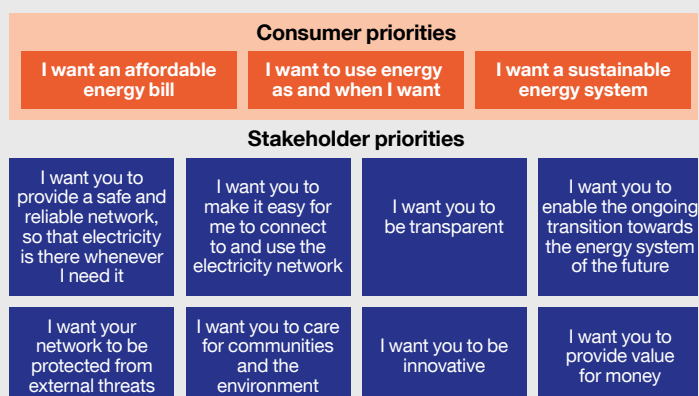 Consumer priorities
I want an affordable
energy bill
I want to use energy
as and when I want
I want a sustainable
energy system
Stakeholder priorities
I want you to
provide a safe and
reliable network,
so that electricity
is there whenever
I need it
I want you to
make it easy for
me to connect
to and use the
electricity network
I want you to
be transparent
I want you to
enable the ongoing
transition towards
the energy system
of the future
I want your
network to be
protected from
external threats
I want you to care
for communities
and the
environment
I want you to be
innovative
I want you to
provide value
for money